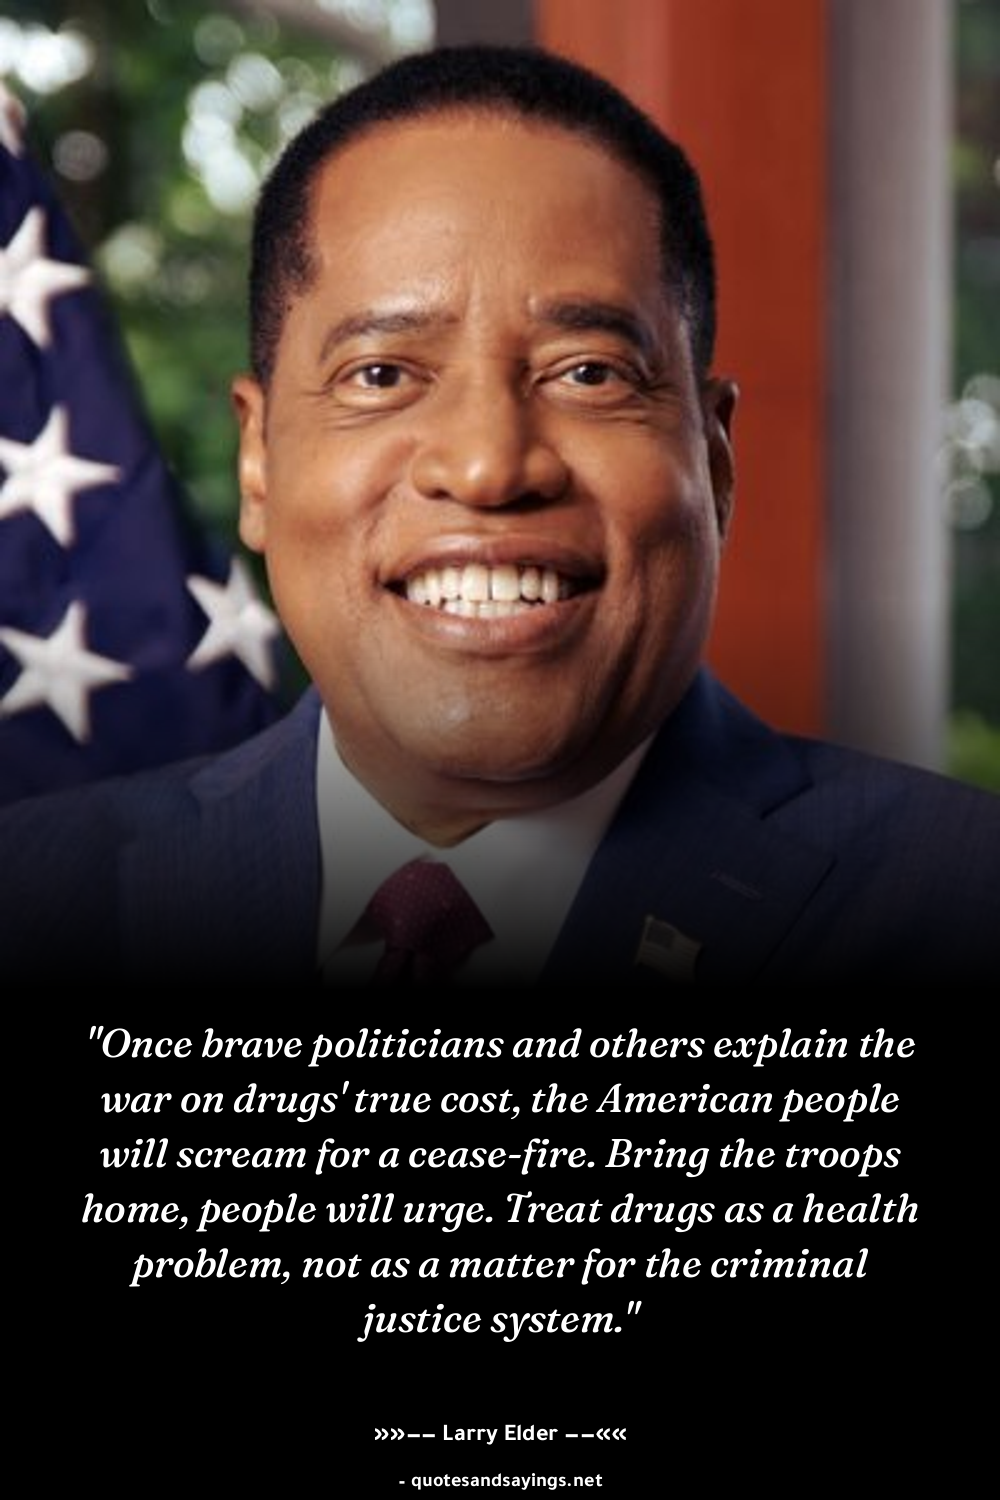 "Once brave politicians and others explain the
war on drugs' true cost, the American people
will scream for a cease-fire. Bring the troops
home, people will urge. Treat drugs as a health
problem, not as a matter for the criminal
justice system."
»»−− Larry Elder −−««
- quotesandsayings.net